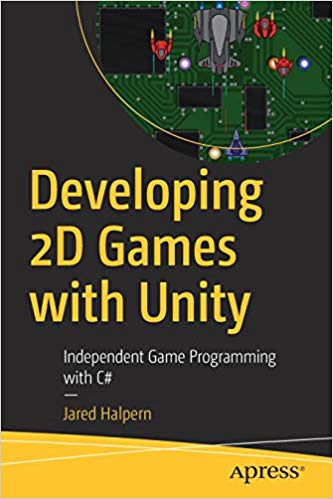 Developing
2D Games
with Unity
Independent Game Programming
with C#
—
Jared Halpern
Apress®